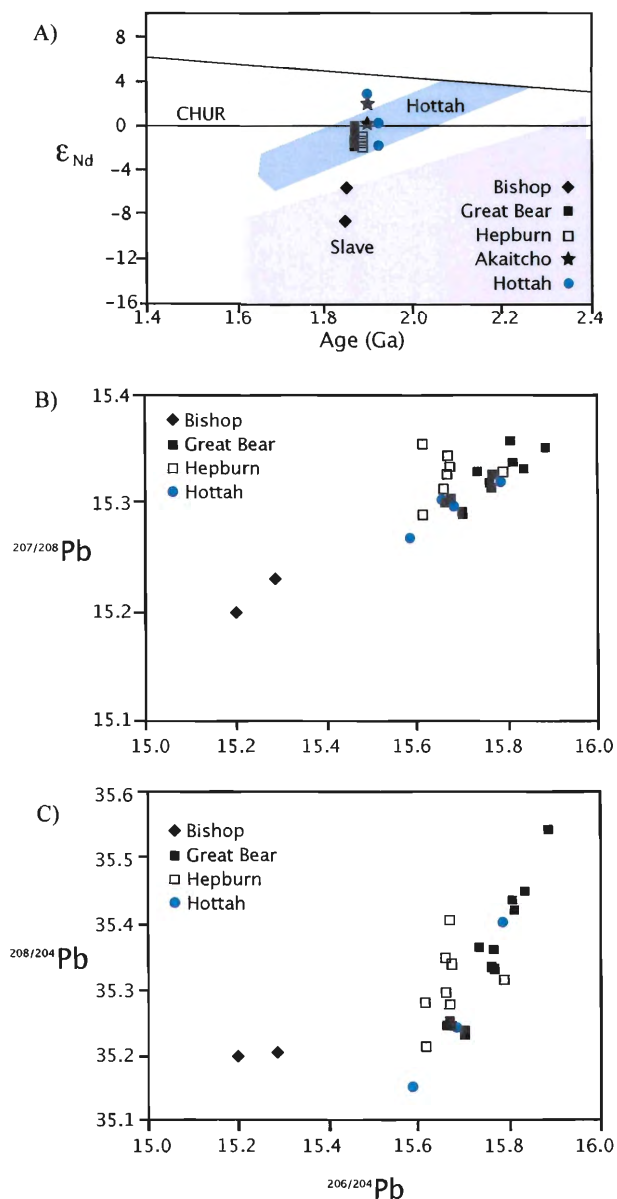 A)
8
4
0
-4
-8
-12
-16
ε Nd
CHUR
Hottah
Slave
Bishop
Great Bear
Hepburn
Akaitcho
Hottah
1.4 1.6 1.8 2.0 2.2 2.4
Age (Ga)
B)
15.4
15.3
15.2
15.1
207/208Pb
Bishop
Great Bear
Hepburn
Hottah
15.0 15.2 15.4 15.6 15.8 16.0
C)
35.6
35.5
35.4
35.3
35.2
35.1
208/204Pb
Bishop
Great Bear
Hepburn
Hottah
15.0 15.2 15.4 15.6 15.8 16.0
206/204Pb